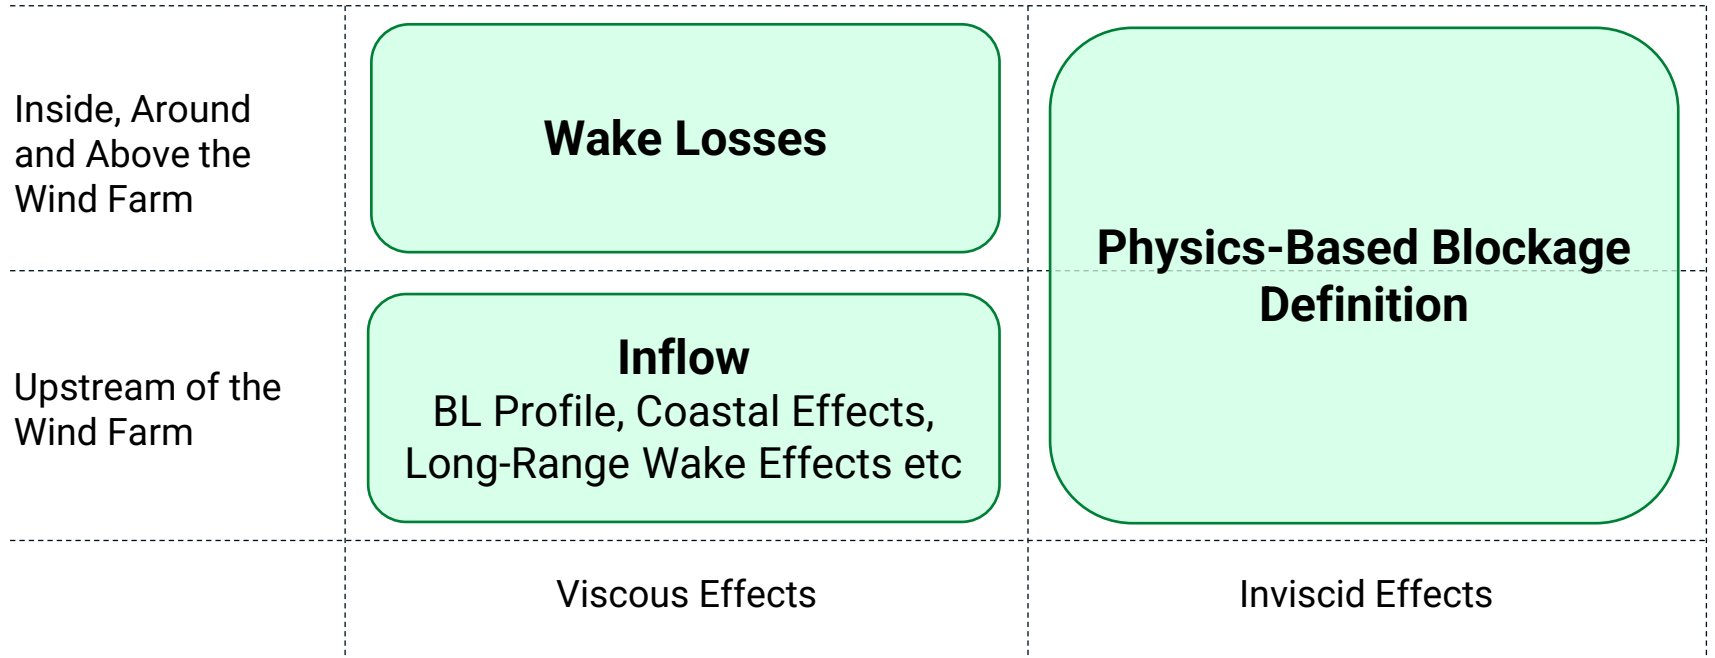 Inside, Around
and Above the
Wind Farm
Wake Losses
Physics-Based Blockage
Definition
Upstream of the
Wind Farm
Inflow
BL Profile, Coastal Effects,
Long-Range Wake Effects etc
Viscous Effects
Inviscid Effects